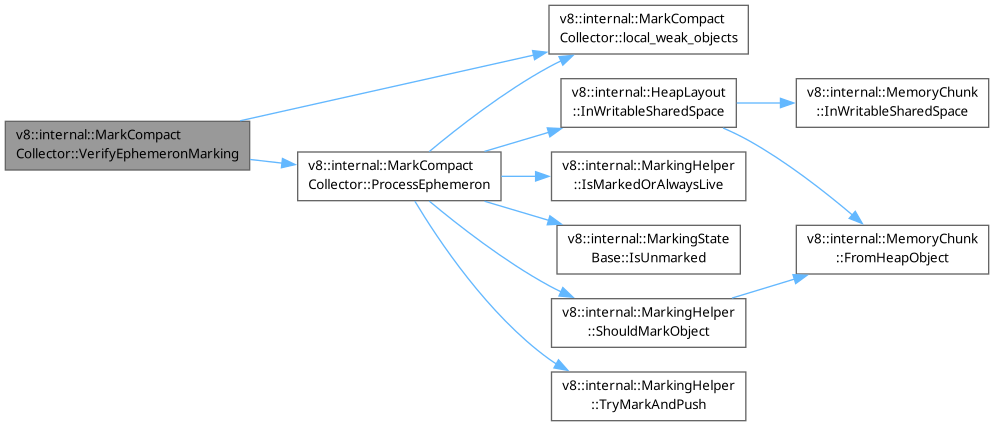 v8::internal::MarkCompact
Collector::VerifyEphemeronMarking
v8::internal::MarkCompact
Collector::ProcessEphemeron
v8::internal::MarkCompact
Collector::local_weak_objects
v8::internal::HeapLayout
::InWritableSharedSpace
v8::internal::MarkingHelper
::IsMarkedOrAlwaysLive
v8::internal::MarkingState
Base::IsUnmarked
v8::internal::MarkingHelper
::ShouldMarkObject
v8::internal::MarkingHelper
::TryMarkAndPush
v8::internal::MemoryChunk
::InWritableSharedSpace
v8::internal::MemoryChunk
::FromHeapObject